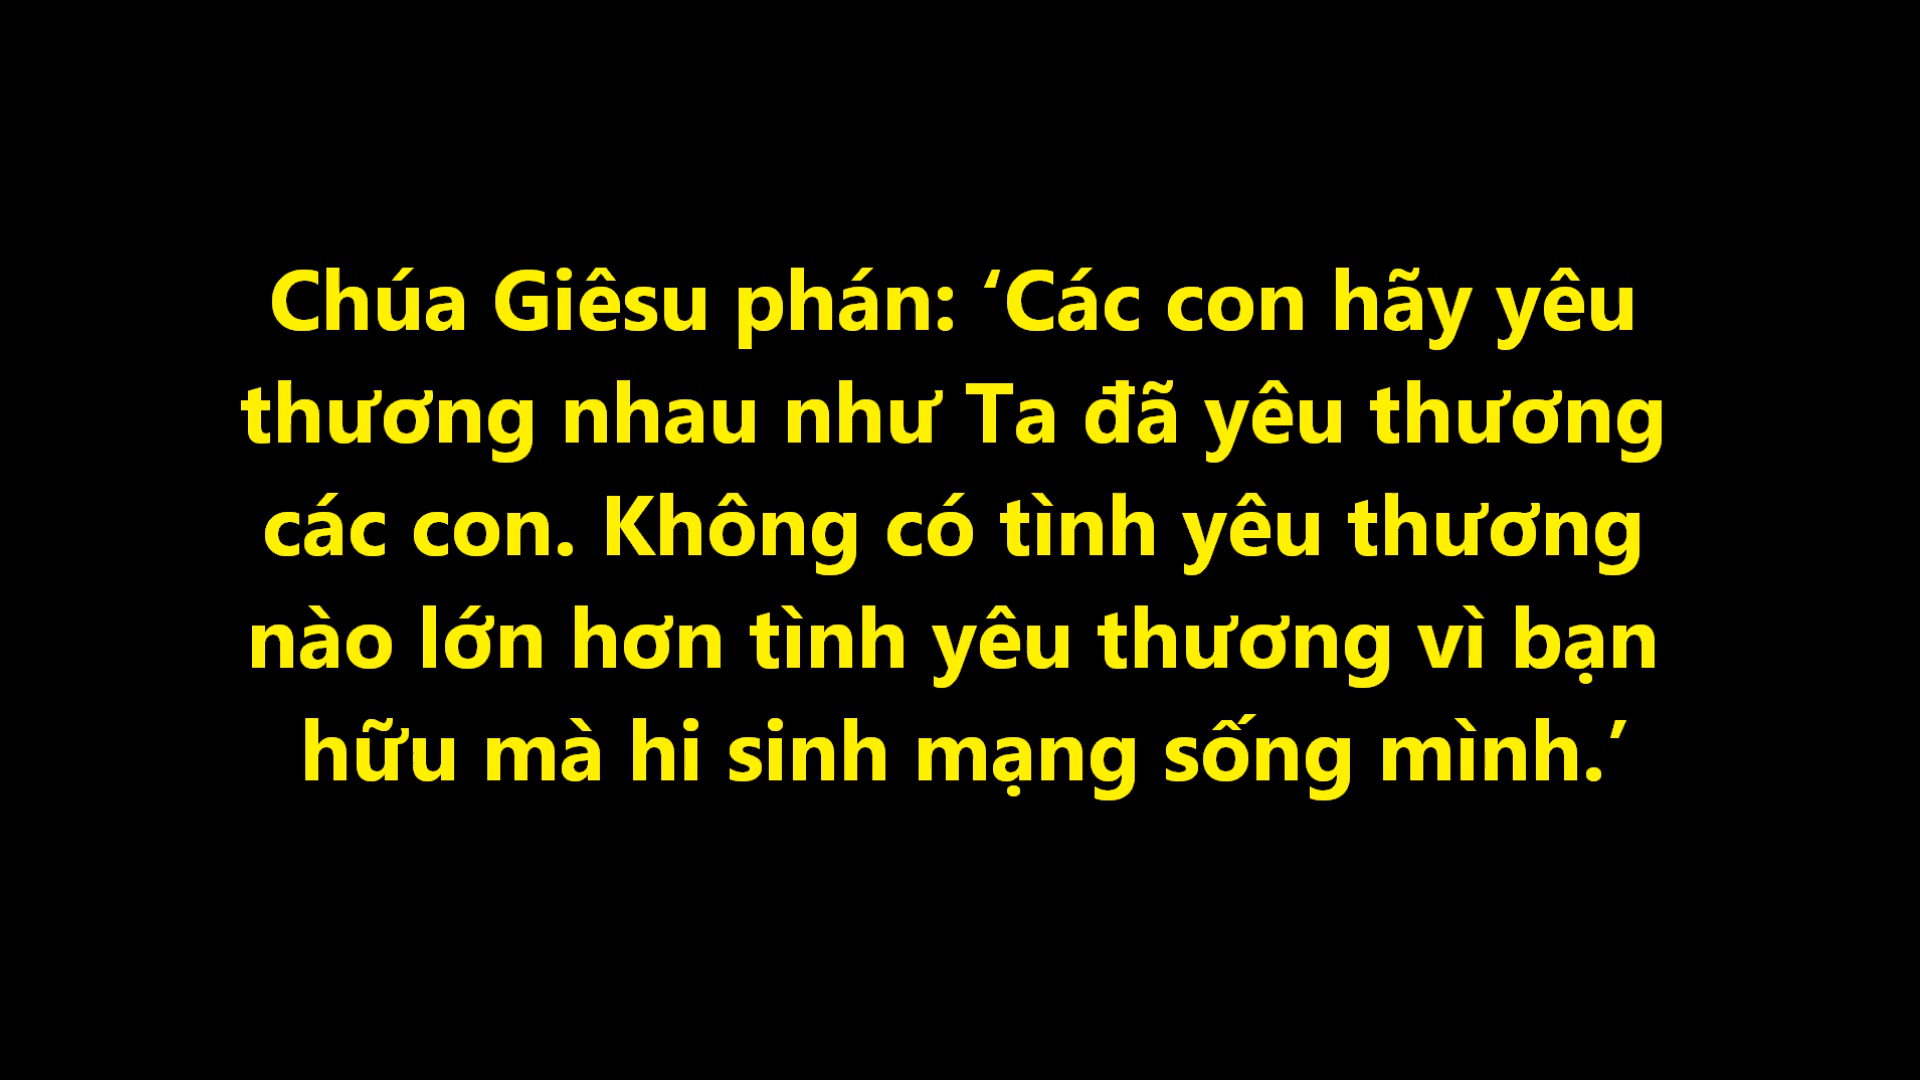 Chúa Giêsu phán: ‘Các con hãy yêu
thương nhau như Ta đã yêu thương
các con. Không có tình yêu thương
nào lớn hơn tình yêu thương vì bạn
hữu mà hi sinh mạng sống mình.’